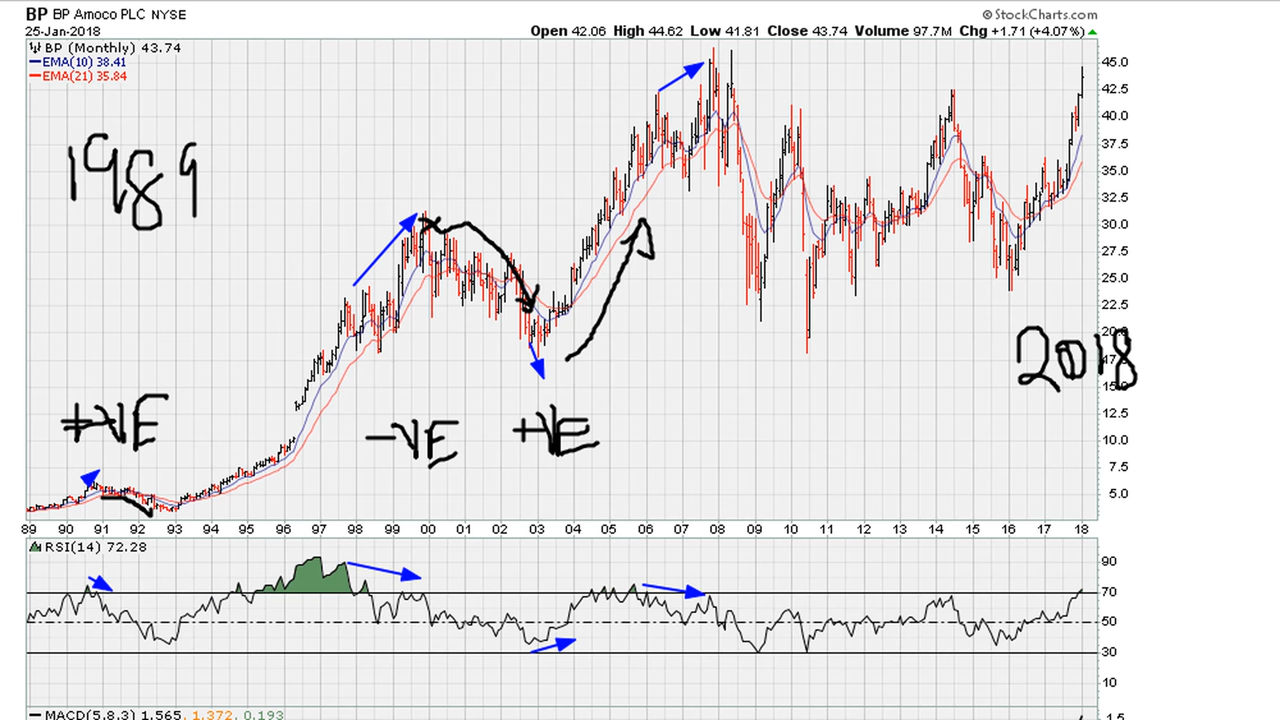 BP BP Amoco PLC NYSE © StockCharts.com
25-Jan-2018 Open 42.06 High 44.62 Low 41.81 Close 43.74 Volume 97.7M Chg +1.71 (+4.07%)
BP (Monthly) 43.74
EMA(10) 38.41
EMA(21) 35.84
45.0
42.5
40.0
37.5
35.0
32.5
30.0
27.5
25.0
22.5
20.0
17.5
15.0
12.5
10.0
7.5
5.0
1989
2018
+VE
-VE
+VE
89 90 91 92 93 94 95 96 97 98 99 00 01 02 03 04 05 06 07 08 09 10 11 12 13 14 15 16 17 18
RSI(14) 72.28
90
70
50
30
10
MACD(5,8,3) 1.565, 1.372, 0.193
1.5